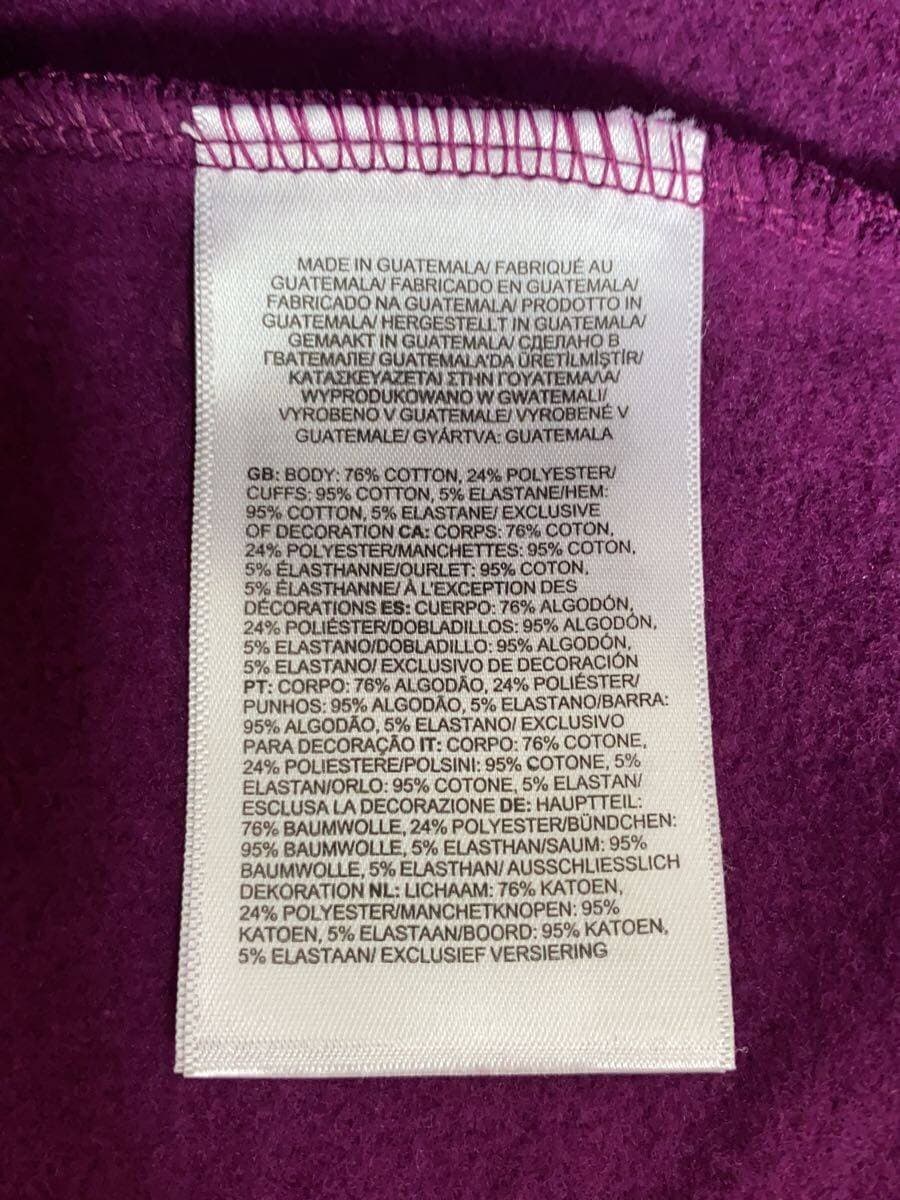 MADE IN GUATEMALA/ FABRIQUÉ AU
GUATEMALA/ FABRICADO EN GUATEMALA/
FABRICADO NA GUATEMALA/ PRODOTTO IN
GUATEMALA/ HERGESTELLT IN GUATEMALA/
GEMAAKT IN GUATEMALA/ СДЕЛАНО В
ГВАТЕМАЛЕ/ GUATEMALA'DA ÜRETİLMİŞTİR/
ΚΑΤΑΣΚΕΥΑΖΕΤΑΙ ΣΤΗΝ ΓΟΥΑΤΕΜΑΛΑ/
WYPRODUKOWANO W GWATEMALI/
VYROBENO V GUATEMALE/ VYROBENÉ V
GUATEMALE/ GYÁRTVA: GUATEMALA
GB: BODY: 76% COTTON, 24% POLYESTER/
CUFFS: 95% COTTON, 5% ELASTANE/HEM:
95% COTTON, 5% ELASTANE/ EXCLUSIVE
OF DECORATION CA: CORPS: 76% COTON,
24% POLYESTER/MANCHETTES: 95% COTON,
5% ÉLASTHANNE/OURLET: 95% COTON,
5% ÉLASTHANNE/ À L'EXCEPTION DES
DÉCORATIONS ES: CUERPO: 76% ALGODÓN,
24% POLIÉSTER/DOBLADILLOS: 95% ALGODÓN,
5% ELASTANO/DOBLADILLO: 95% ALGODÓN,
5% ELASTANO/ EXCLUSIVO DE DECORACIÓN
PT: CORPO: 76% ALGODÃO, 24% POLIÉSTER/
PUNHOS: 95% ALGODÃO, 5% ELASTANO/BARRA:
95% ALGODÃO, 5% ELASTANO/ EXCLUSIVO
PARA DECORAÇÃO IT: CORPO: 76% COTONE,
24% POLIESTERE/POLSINI: 95% COTONE, 5%
ELASTAN/ORLO: 95% COTONE, 5% ELASTAN/
ESCLUSA LA DECORAZIONE DE: HAUPTTEIL:
76% BAUMWOLLE, 24% POLYESTER/BÜNDCHEN:
95% BAUMWOLLE, 5% ELASTHAN/SAUM: 95%
BAUMWOLLE, 5% ELASTHAN/ AUSSCHLIESSLICH
DEKORATION NL: LICHAAM: 76% KATOEN,
24% POLYESTER/MANCHETKNOPEN: 95%
KATOEN, 5% ELASTAAN/BOORD: 95% KATOEN,
5% ELASTAAN/ EXCLUSIEF VERSIERING